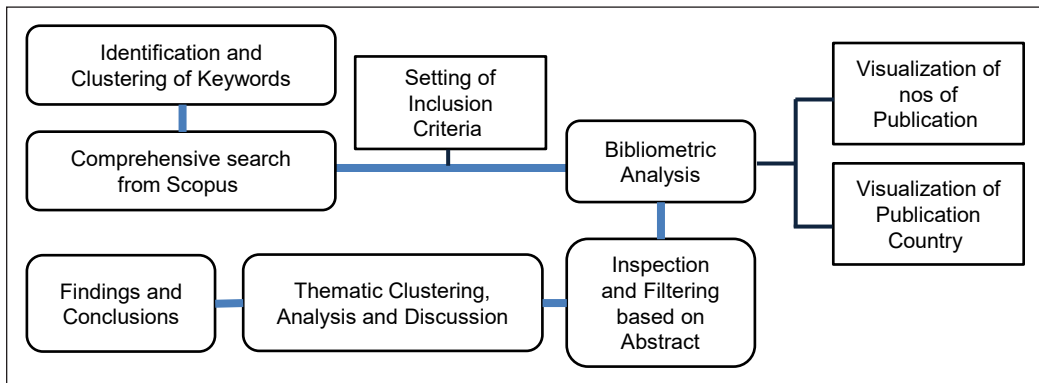 Identification and
Clustering of Keywords
Comprehensive search
from Scopus
Setting of
Inclusion
Criteria
Bibliometric
Analysis
Visualization of
nos of
Publication
Visualization of
Publication
Country
Inspection
and Filtering
based on
Abstract
Thematic Clustering,
Analysis and Discussion
Findings and
Conclusions